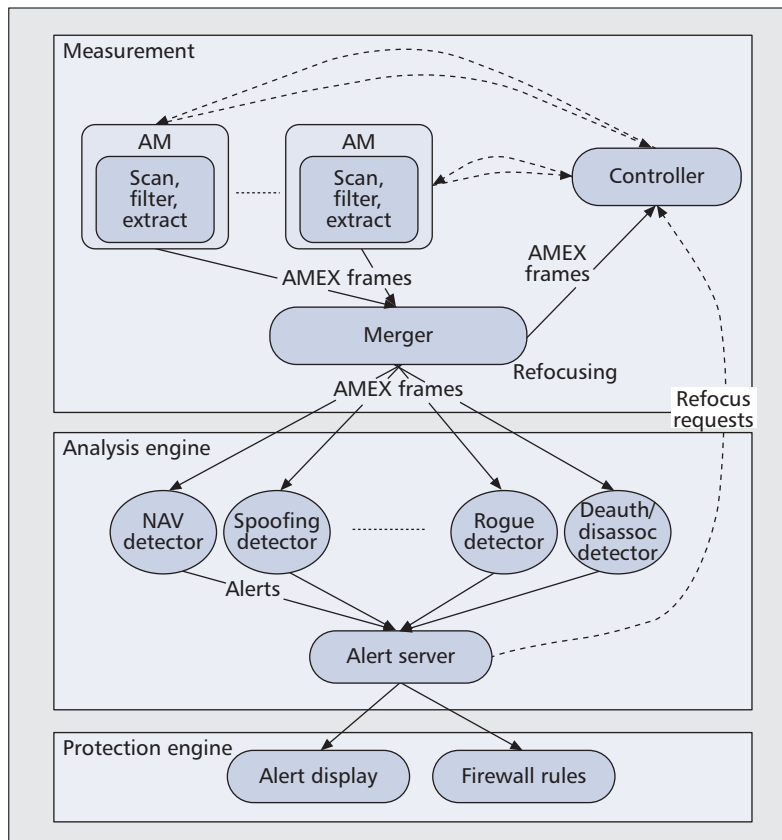 Measurement
AM
Scan,
filter,
extract
AM
Scan,
filter,
extract
Controller
AMEX frames
AMEX
frames
Merger
Refocusing
AMEX frames
Refocus
requests
Analysis engine
NAV
detector
Spoofing
detector
Rogue
detector
Deauth/
disassoc
detector
Alerts
Alert server
Protection engine
Alert display
Firewall rules